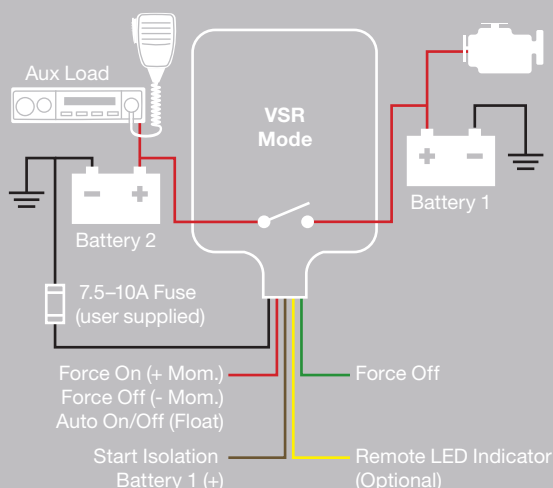 Aux Load
VSR
Mode
+
-
Battery 1
-
+
Battery 2
7.5–10A Fuse
(user supplied)
Force On (+ Mom.)
Force Off (- Mom.)
Auto On/Off (Float)
Force Off
Start Isolation
Battery 1 (+)
Remote LED Indicator
(Optional)